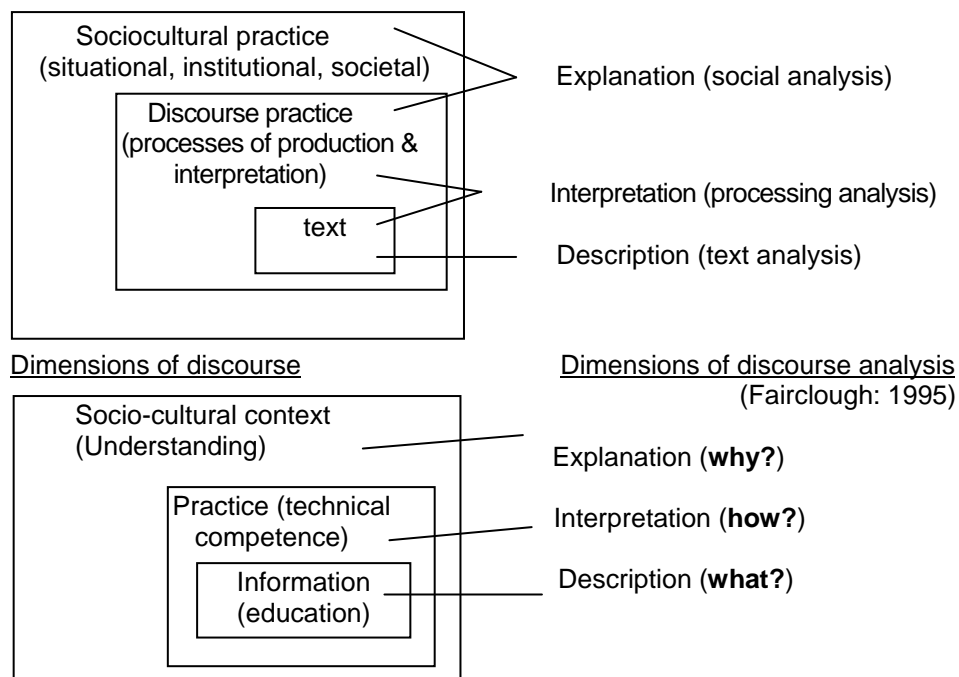 Sociocultural practice
(situational, institutional, societal)
Explanation (social analysis)
Discourse practice
(processes of production &
interpretation)
Interpretation (processing analysis)
text
Description (text analysis)
Dimensions of discourse
Dimensions of discourse analysis
(Fairclough: 1995)
Socio-cultural context
(Understanding)
Explanation (why?)
Practice (technical
competence)
Interpretation (how?)
Information
(education)
Description (what?)